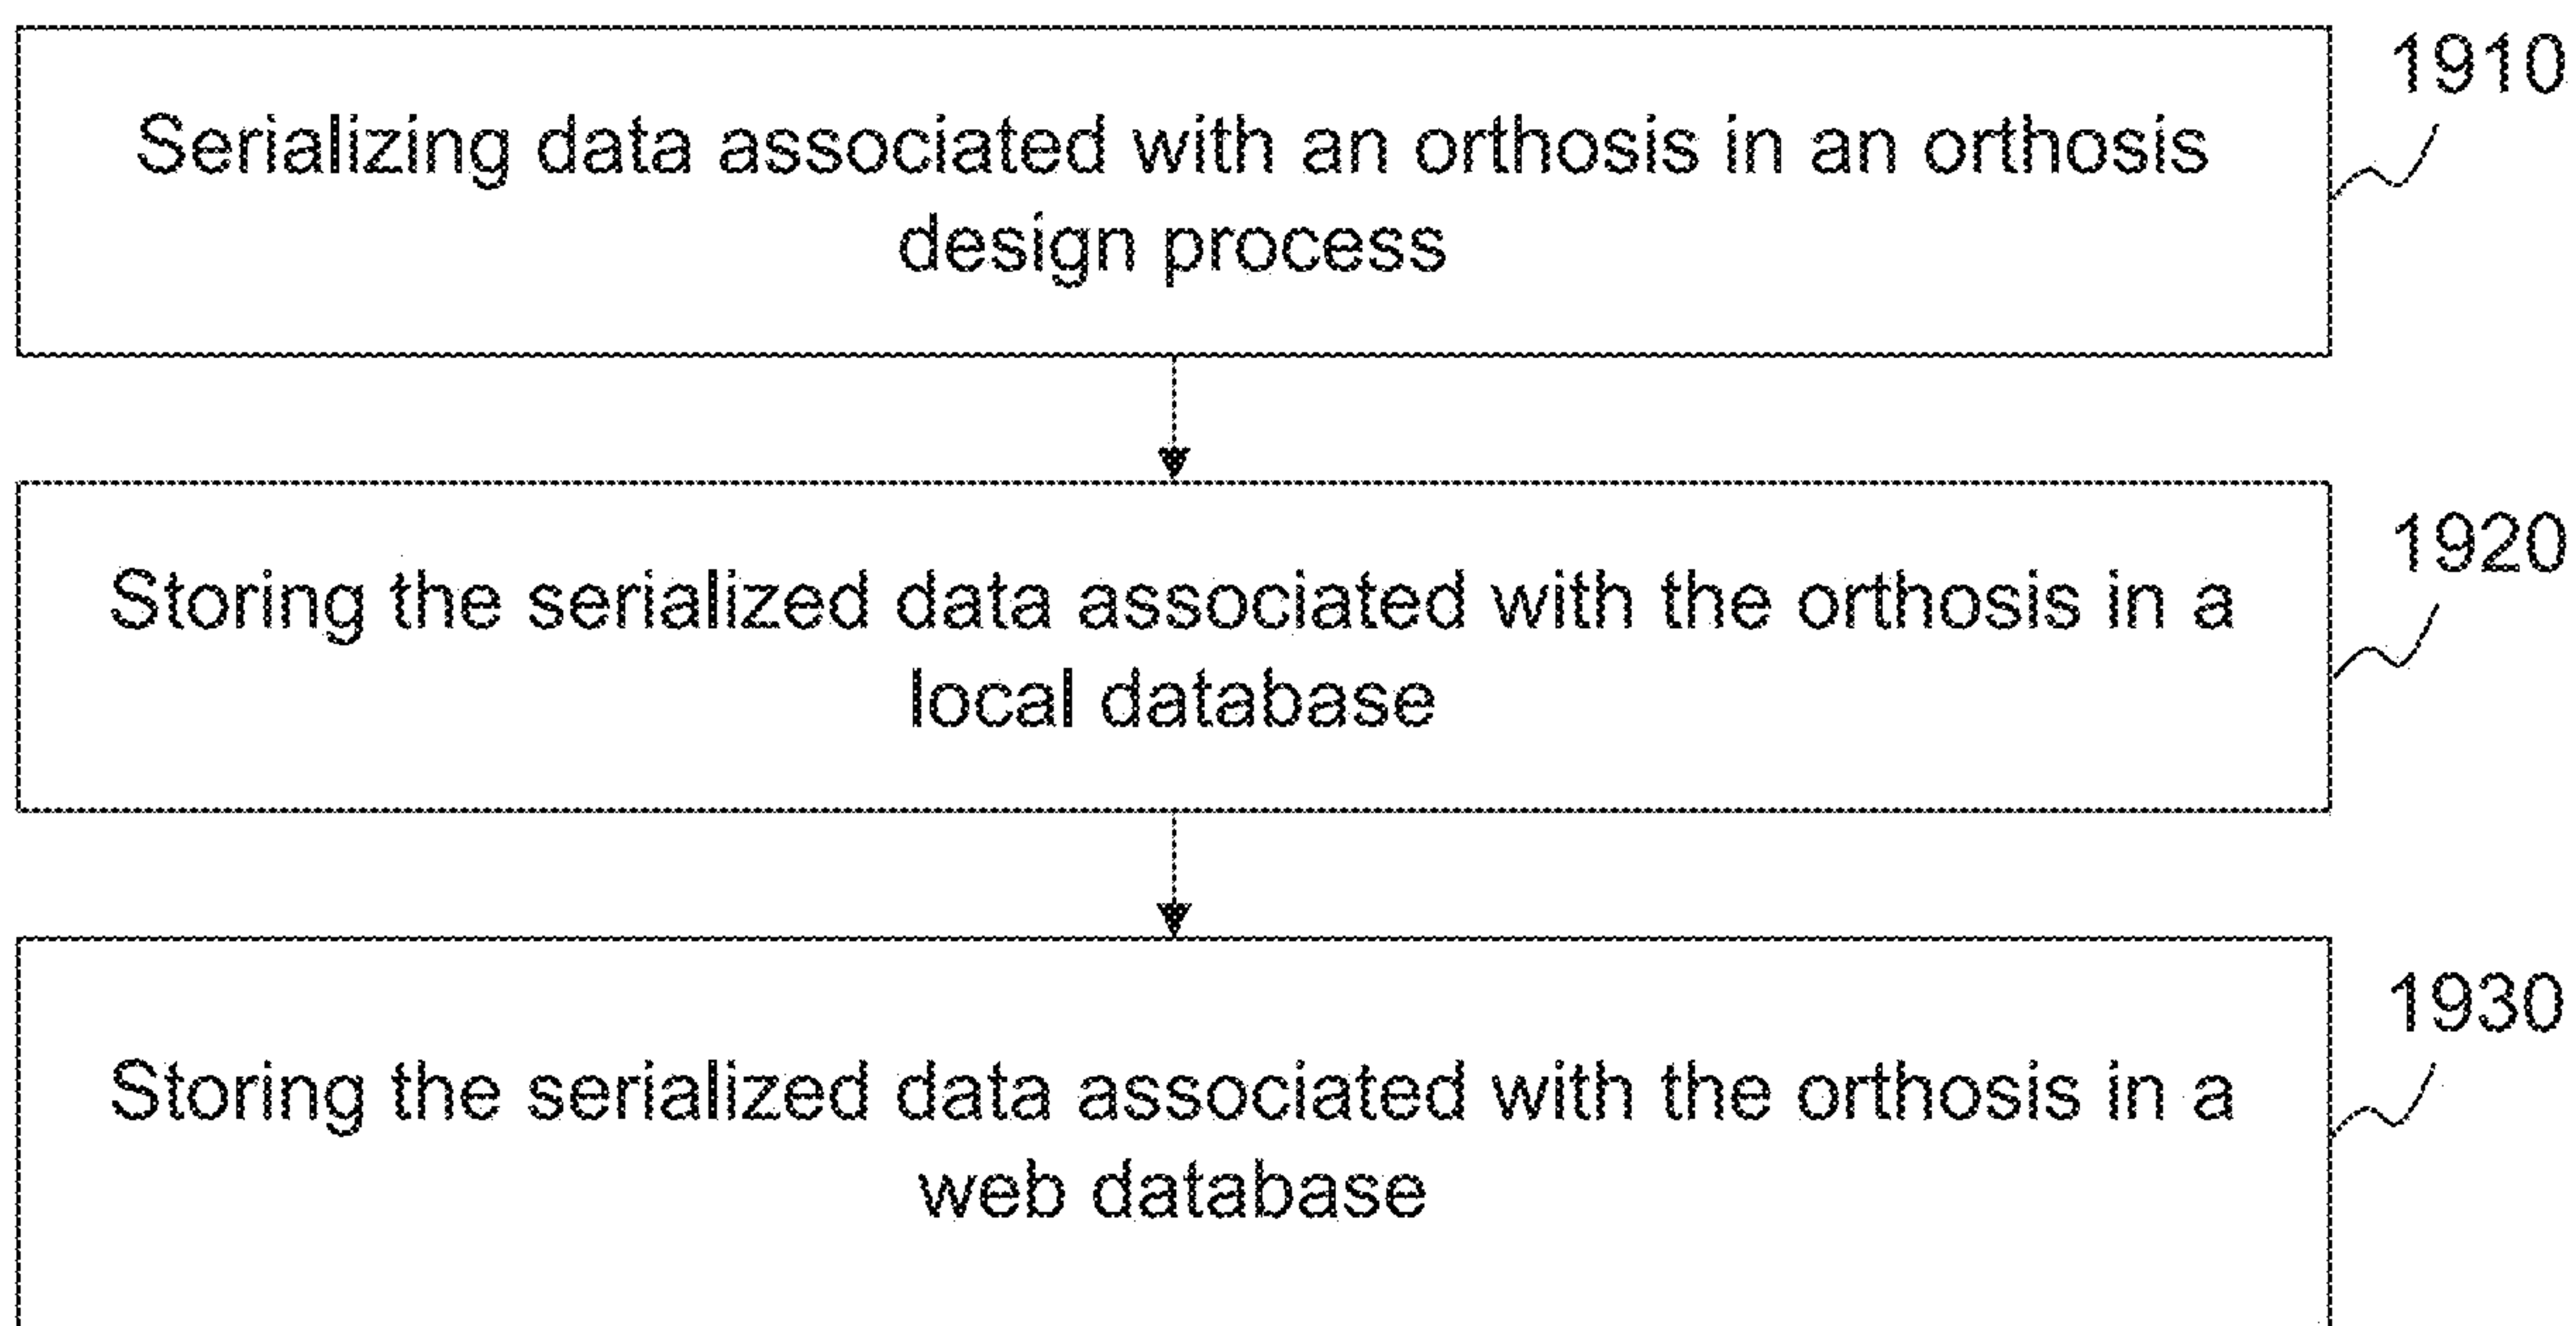 1910
Serializing data associated with an orthosis in an orthosis
design process
1920
Storing the serialized data associated with the orthosis in a
local database
1930
Storing the serialized data associated with the orthosis in a
web database